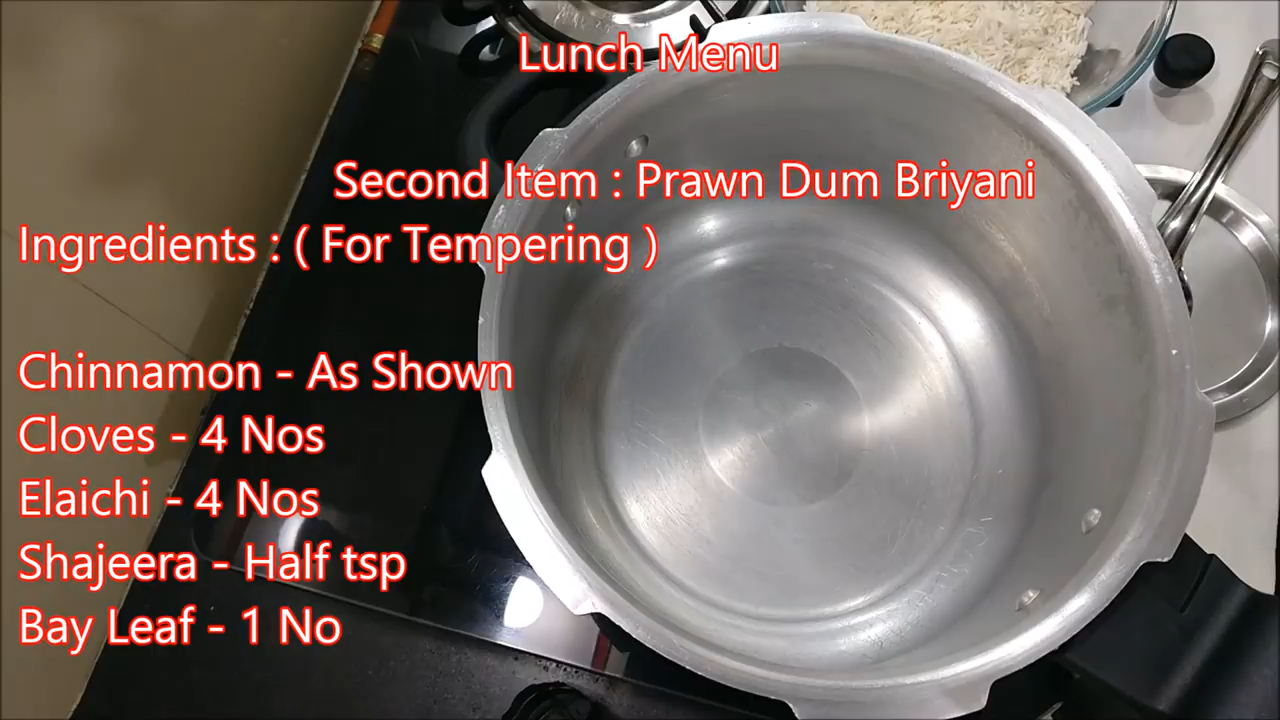 Lunch Menu
Second Item : Prawn Dum Briyani
Ingredients : ( For Tempering )
Chinnamon - As Shown
Cloves - 4 Nos
Elaichi - 4 Nos
Shajeera - Half tsp
Bay Leaf - 1 No